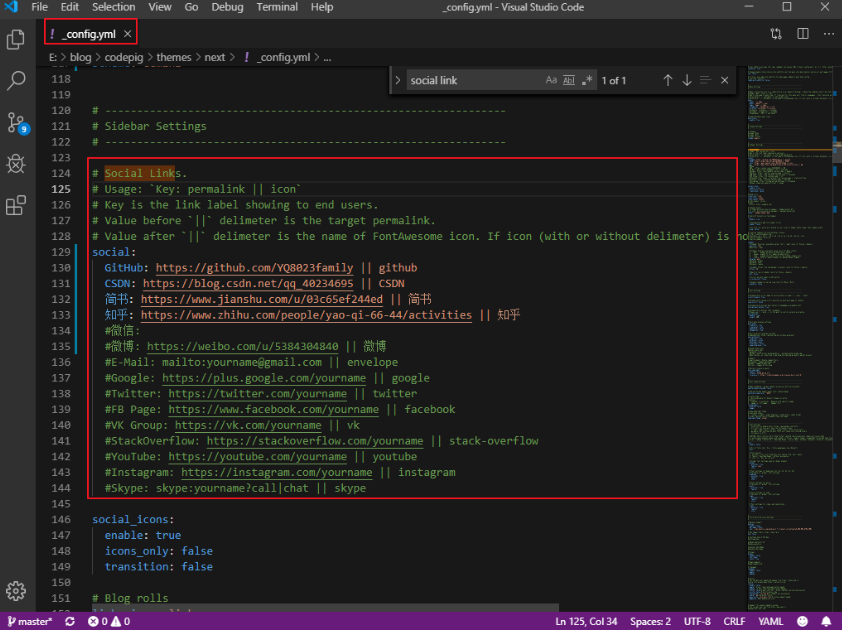 File Edit Selection View Go Debug Terminal Help _config.yml - Visual Studio Code
! _config.yml ×
E: > blog > codepig > themes > next > ! _config.yml > ...
social link Aa Abl .* 1 of 1
118
119
120 # ---------------------------------------------------------------
121 # Sidebar Settings
122 # ---------------------------------------------------------------
123
124 # Social Links.
125 # Usage: `Key: permalink || icon`
126 # Key is the link label showing to end users.
127 # Value before `||` delimeter is the target permalink.
128 # Value after `||` delimeter is the name of FontAwesome icon. If icon (with or without delimeter) is no
129 social:
130 GitHub: https://github.com/YQ8023family || github
131 CSDN: https://blog.csdn.net/qq_40234695 || CSDN
132 简书: https://www.jianshu.com/u/03c65ef244ed || 简书
133 知乎: https://www.zhihu.com/people/yao-qi-66-44/activities || 知乎
134 #微信:
135 #微博: https://weibo.com/u/5384304840 || 微博
136 #E-Mail: mailto:yourname@gmail.com || envelope
137 #Google: https://plus.google.com/yourname || google
138 #Twitter: https://twitter.com/yourname || twitter
139 #FB Page: https://www.facebook.com/yourname || facebook
140 #VK Group: https://vk.com/yourname || vk
141 #StackOverflow: https://stackoverflow.com/yourname || stack-overflow
142 #YouTube: https://youtube.com/yourname || youtube
143 #Instagram: https://instagram.com/yourname || instagram
144 #Skype: skype:yourname?call|chat || skype
145
146 social_icons:
147 enable: true
148 icons_only: false
149 transition: false
150
151 # Blog rolls
9
master* 0 0 Ln 125, Col 34 Spaces: 2 UTF-8 CRLF YAML